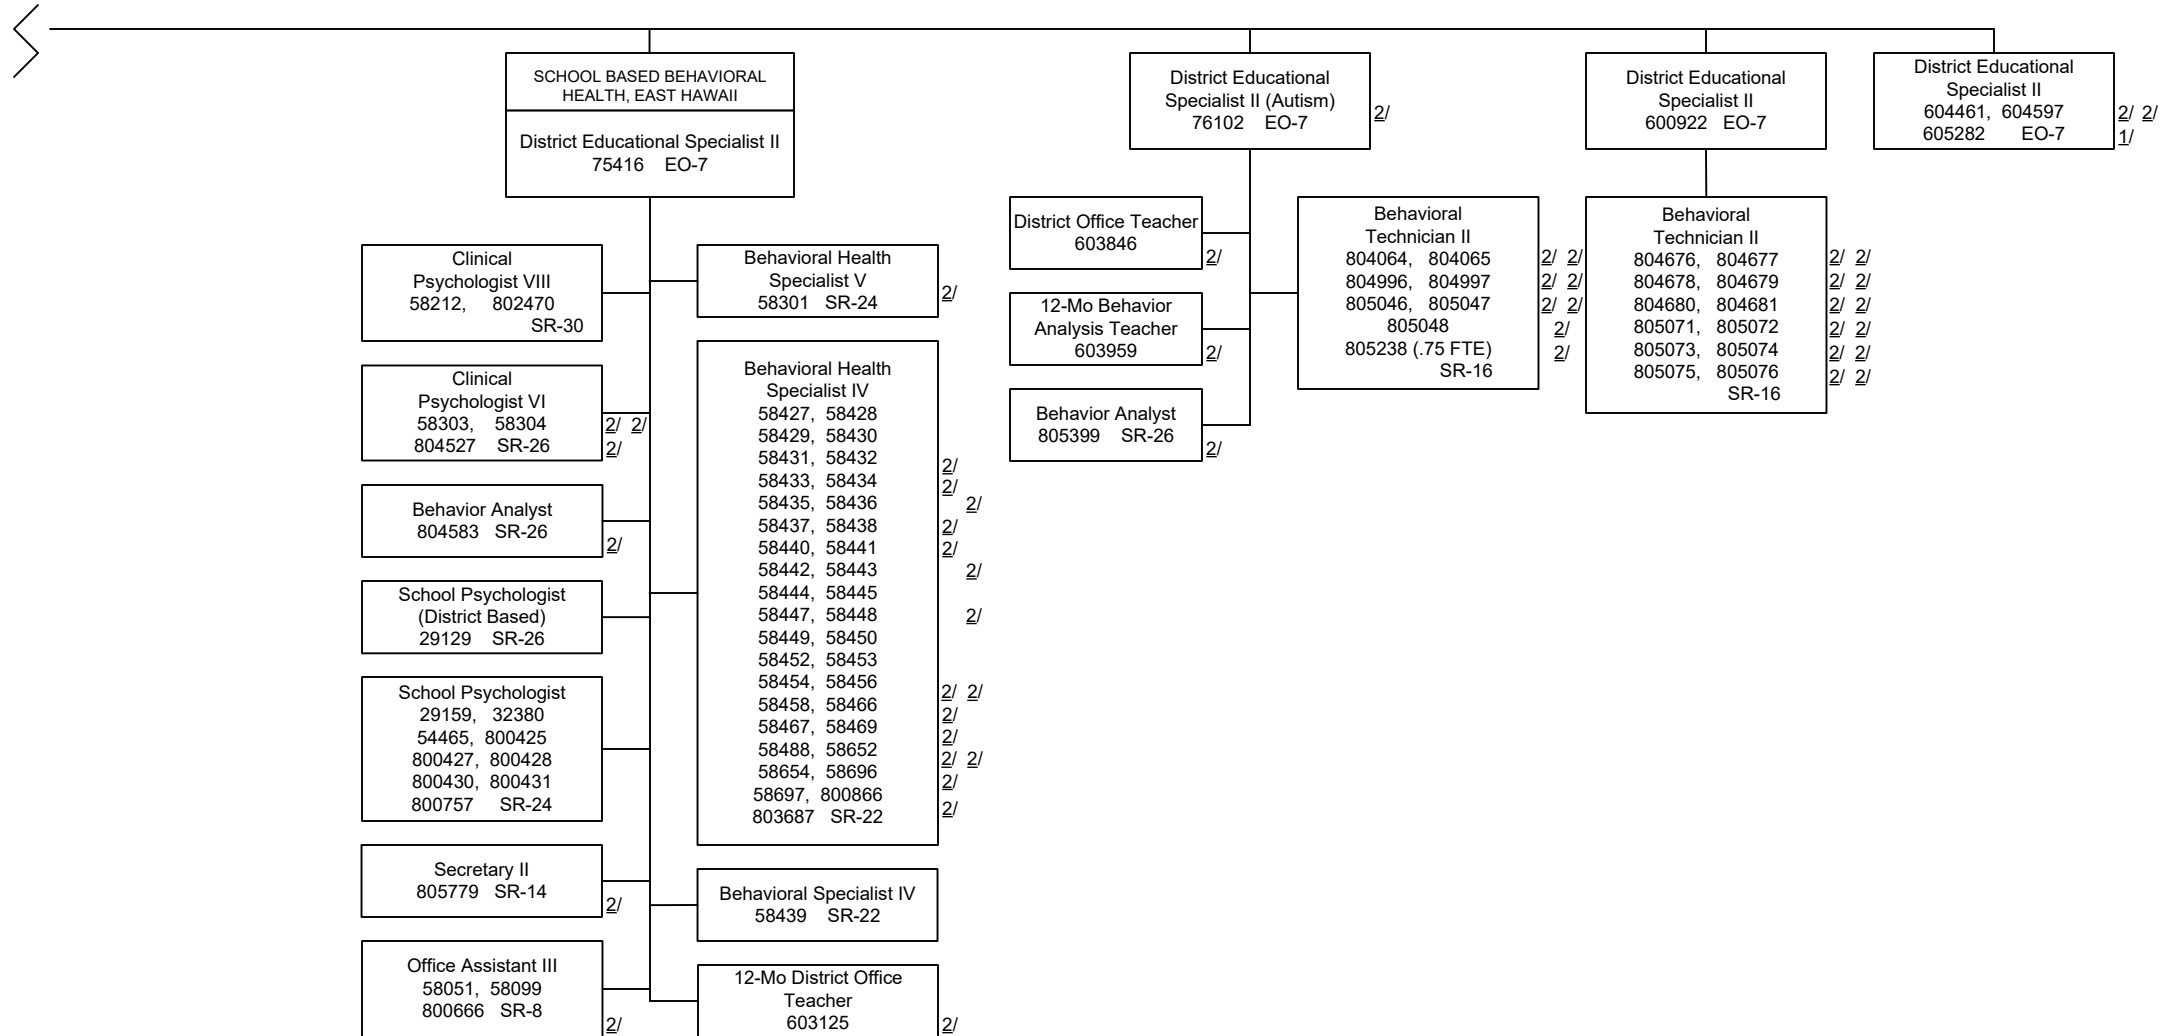 SCHOOL BASED BEHAVIORAL
HEALTH, EAST HAWAII
District Educational Specialist II
75416 EO-7
District Educational
Specialist II (Autism)
76102 EO-7
2/
District Educational
Specialist II
600922 EO-7
District Educational
Specialist II
604461, 604597
605282 EO-7
2/ 2/
1/
Clinical
Psychologist VIII
58212, 802470
SR-30
Clinical
Psychologist VI
58303, 58304
804527 SR-26
2/ 2/
2/
Behavior Analyst
804583 SR-26
2/
School Psychologist
(District Based)
29129 SR-26
School Psychologist
29159, 32380
54465, 800425
800427, 800428
800430, 800431
800757 SR-24
Secretary II
805779 SR-14
2/
Office Assistant III
58051, 58099
800666 SR-8
2/
Behavioral Health
Specialist V
58301 SR-24
2/
Behavioral Health
Specialist IV
58427, 58428
58429, 58430
58431, 58432
58433, 58434
58435, 58436
58437, 58438
58440, 58441
58442, 58443
58444, 58445
58447, 58448
58449, 58450
58452, 58453
58454, 58456
58458, 58466
58467, 58469
58488, 58652
58654, 58696
58697, 800866
803687 SR-22
2/
2/
2/
2/
2/
2/
2/
2/ 2/
2/
2/
2/ 2/
2/
2/
Behavioral Specialist IV
58439 SR-22
12-Mo District Office
Teacher
603125
2/
District Office Teacher
603846
2/
12-Mo Behavior
Analysis Teacher
603959
2/
Behavior Analyst
805399 SR-26
2/
Behavioral
Technician II
804064, 804065
804996, 804997
805046, 805047
805048
805238 (.75 FTE)
SR-16
2/ 2/
2/ 2/
2/ 2/
2/
2/
Behavioral
Technician II
804676, 804677
804678, 804679
804680, 804681
805071, 805072
805073, 805074
805075, 805076
SR-16
2/ 2/
2/ 2/
2/ 2/
2/ 2/
2/ 2/
2/ 2/